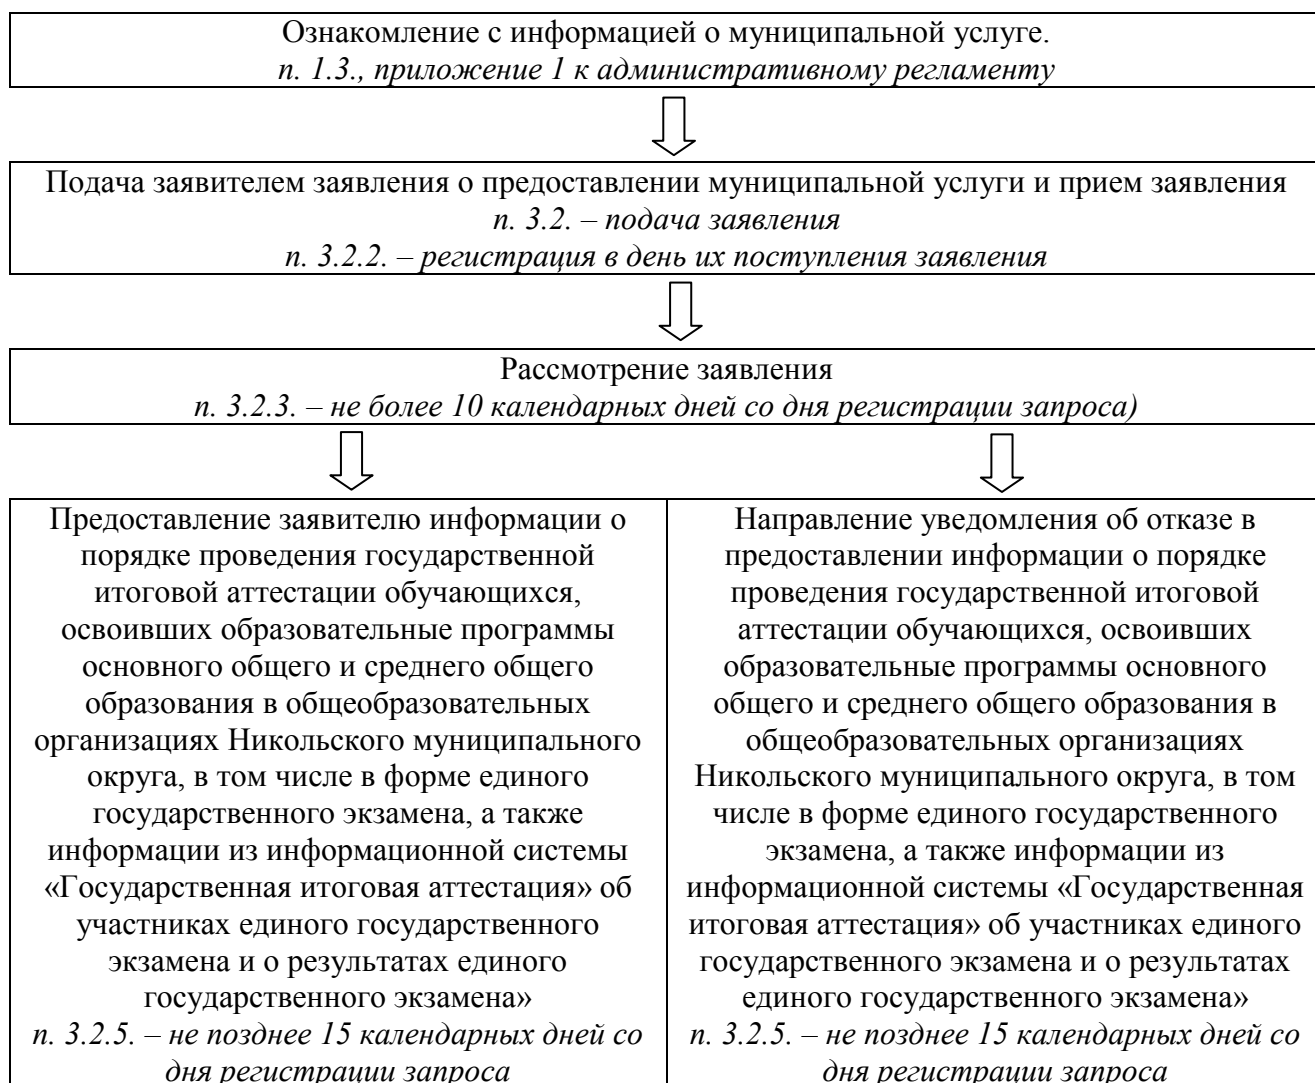 Ознакомление с информацией о муниципальной услуге.
п. 1.3., приложение 1 к административному регламенту
Подача заявителем заявления о предоставлении муниципальной услуги и прием заявления
п. 3.2. – подача заявления
п. 3.2.2. – регистрация в день их поступления заявления
Рассмотрение заявления
п. 3.2.3. – не более 10 календарных дней со дня регистрации запроса)
Предоставление заявителю информации о
порядке проведения государственной
итоговой аттестации обучающихся,
освоивших образовательные программы
основного общего и среднего общего
образования в общеобразовательных
организациях Никольского муниципального
округа, в том числе в форме единого
государственного экзамена, а также
информации из информационной системы
«Государственная итоговая аттестация» об
участниках единого государственного
экзамена и о результатах единого
государственного экзамена»
п. 3.2.5. – не позднее 15 календарных дней со
дня регистрации запроса
Направление уведомления об отказе в
предоставлении информации о порядке
проведения государственной итоговой
аттестации обучающихся, освоивших
образовательные программы основного
общего и среднего общего образования в
общеобразовательных организациях
Никольского муниципального округа, в том
числе в форме единого государственного
экзамена, а также информации из
информационной системы «Государственная
итоговая аттестация» об участниках единого
государственного экзамена и о результатах
единого государственного экзамена»
п. 3.2.5. – не позднее 15 календарных дней со
дня регистрации запроса